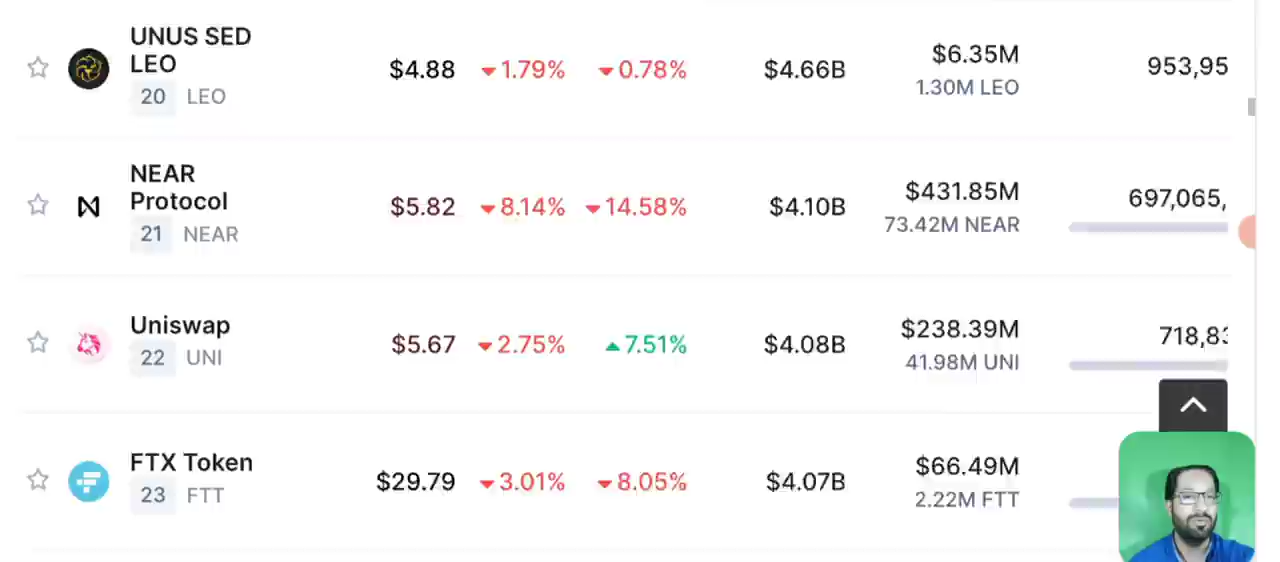 UNUS SED
LEO
20 LEO
$4.88 1.79% 0.78% $4.66B $6.35M 953,95
1.30M LEO
NEAR
Protocol
21 NEAR
$5.82 8.14% 14.58% $4.10B $431.85M 697,065,
73.42M NEAR
Uniswap
22 UNI
$5.67 2.75% 7.51% $4.08B $238.39M 718,83
41.98M UNI
FTX Token
23 FTT
$29.79 3.01% 8.05% $4.07B $66.49M
2.22M FTT